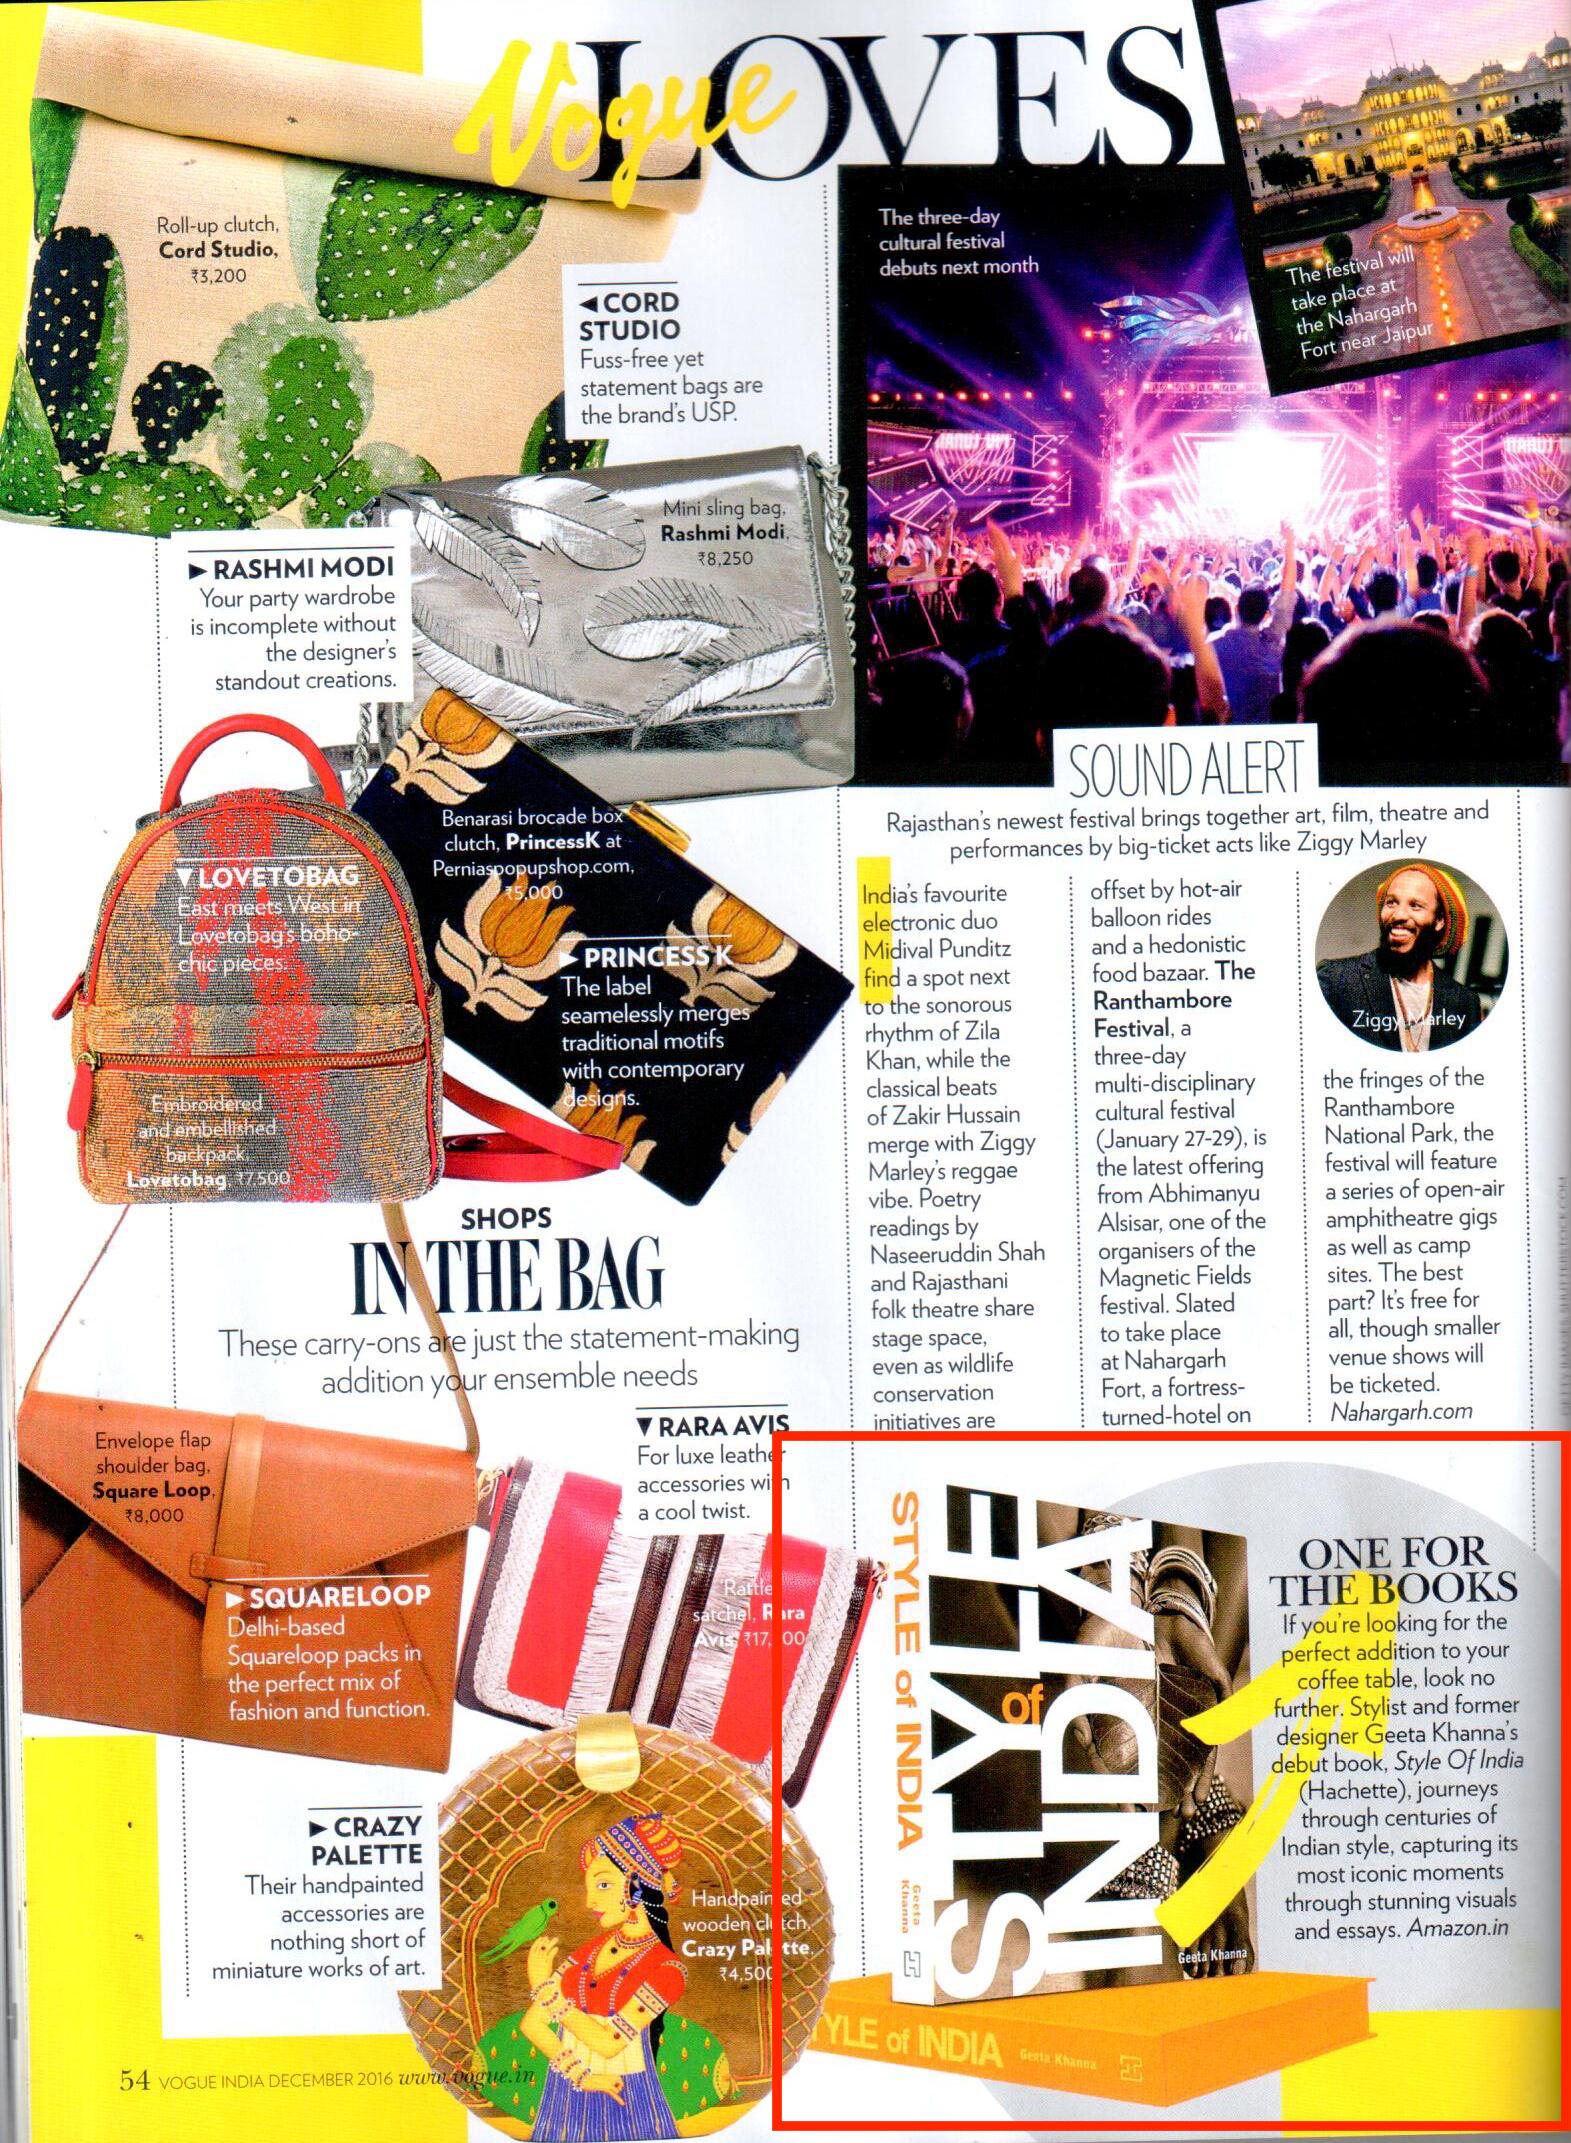 Vogue LOVES
Roll-up clutch,
Cord Studio,
₹3,200
◀ CORD
STUDIO
Fuss-free yet
statement bags are
the brand's USP.
The three-day
cultural festival
debuts next month
The festival will
take place at
the Nahargarh
Fort near Jaipur
Mini sling bag,
Rashmi Modi,
₹8,250
▶ RASHMI MODI
Your party wardrobe
is incomplete without
the designer's
standout creations.
Benarasi brocade box
clutch, PrincessK at
Perniaspopupshop.com,
₹5,000
▼ LOVETOBAG
East meets West in
Lovetobag's boho-
chic pieces.
▶ PRINCESS K
The label
seamelessly merges
traditional motifs
with contemporary
designs.
Embroidered
and embellished
backpack,
Lovetobag, ₹7,500
SHOPS
IN THE BAG
These carry-ons are just the statement-making
addition your ensemble needs
Envelope flap
shoulder bag,
Square Loop,
₹8,000
▼ RARA AVIS
For luxe leather
accessories with
a cool twist.
▶ SQUARELOOP
Delhi-based
Squareloop packs in
the perfect mix of
fashion and function.
Rattle
satchel, Rara
Avis,
▶ CRAZY
PALETTE
Their handpainted
accessories are
nothing short of
miniature works of art.
Handpainted
wooden clutch,
Crazy Palette,
₹4,500
SOUND ALERT
Rajasthan's newest festival brings together art, film, theatre and
performances by big-ticket acts like Ziggy Marley
India's favourite
electronic duo
Midival Punditz
find a spot next
to the sonorous
rhythm of Zila
Khan, while the
classical beats
of Zakir Hussain
merge with Ziggy
Marley's reggae
vibe. Poetry
readings by
Naseeruddin Shah
and Rajasthani
folk theatre share
stage space,
even as wildlife
conservation
initiatives are
offset by hot-air
balloon rides
and a hedonistic
food bazaar. The
Ranthambore
Festival, a
three-day
multi-disciplinary
cultural festival
(January 27-29), is
the latest offering
from Abhimanyu
Alsisar, one of the
organisers of the
Magnetic Fields
festival. Slated
to take place
at Nahargarh
Fort, a fortress-
turned-hotel on
Ziggy Marley
the fringes of the
Ranthambore
National Park, the
festival will feature
a series of open-air
amphitheatre gigs
as well as camp
sites. The best
part? It's free for
all, though smaller
venue shows will
be ticketed.
Nahargarh.com
STYLE of INDIA
Geeta
Khanna
STYLE
of
INDIA
Geeta Khanna
ONE FOR
THE BOOKS
If you're looking for the
perfect addition to your
coffee table, look no
further. Stylist and former
designer Geeta Khanna's
debut book, Style Of India
(Hachette), journeys
through centuries of
Indian style, capturing its
most iconic moments
through stunning visuals
and essays. Amazon.in
TYLE of INDIA Geeta Khanna
54 VOGUE INDIA DECEMBER 2016 www.vogue.in